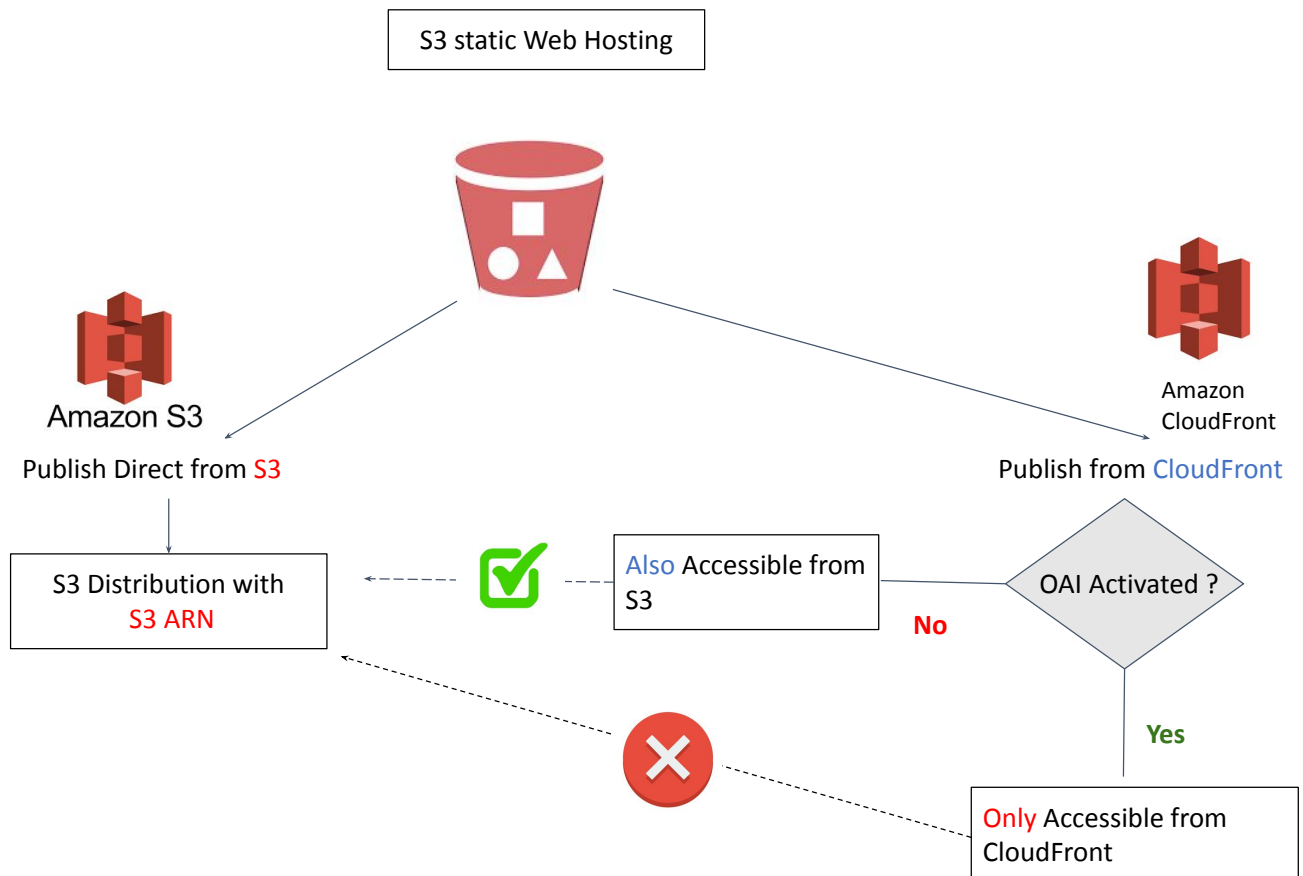 S3 static Web Hosting
Amazon S3
Amazon
CloudFront
Publish Direct from S3
Publish from CloudFront
S3 Distribution with
S3 ARN
Also Accessible from
S3
OAI Activated ?
No
Yes
Only Accessible from
CloudFront